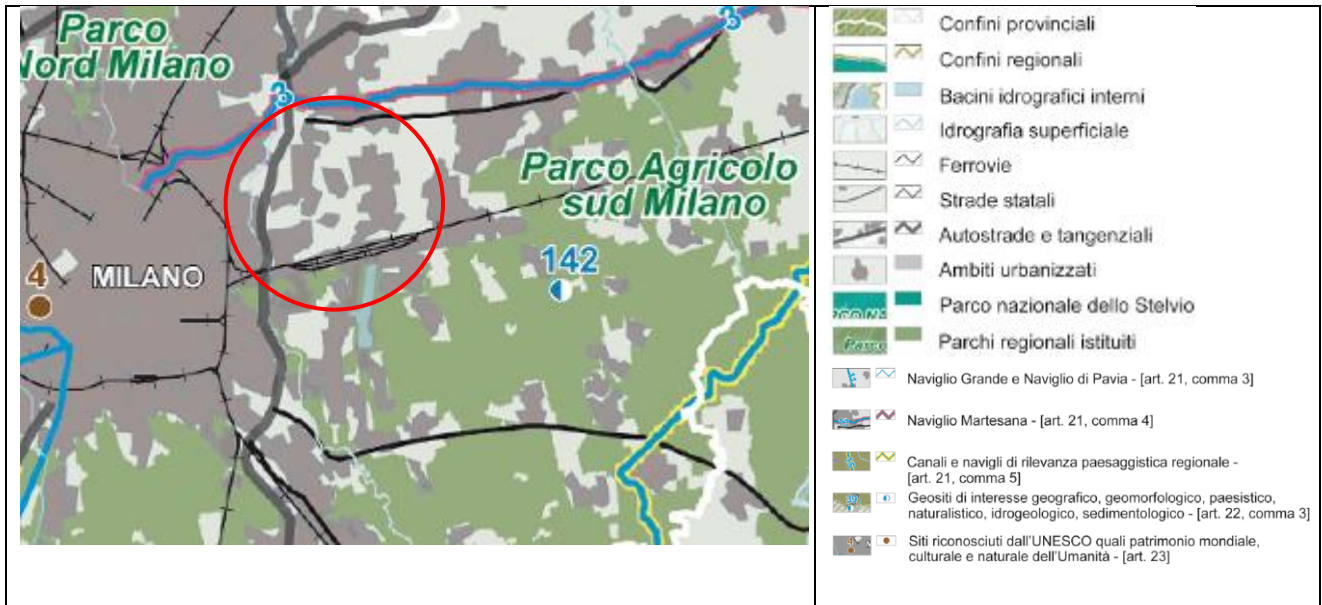 Parco
Nord Milano
3
3
Parco Agricolo
sud Milano
142
4
MILANO
Confini provinciali
Confini regionali
Bacini idrografici interni
Idrografia superficiale
Ferrovie
Strade statali
Autostrade e tangenziali
Ambiti urbanizzati
Parco nazionale dello Stelvio
Parco
Parchi regionali istituiti
Naviglio Grande e Naviglio di Pavia - [art. 21, comma 3]
Naviglio Martesana - [art. 21, comma 4]
Canali e navigli di rilevanza paesaggistica regionale -
[art. 21, comma 5]
Geositi di interesse geografico, geomorfologico, paesistico,
naturalistico, idrogeologico, sedimentologico - [art. 22, comma 3]
Siti riconosciuti dall'UNESCO quali patrimonio mondiale,
culturale e naturale dell'Umanità - [art. 23]